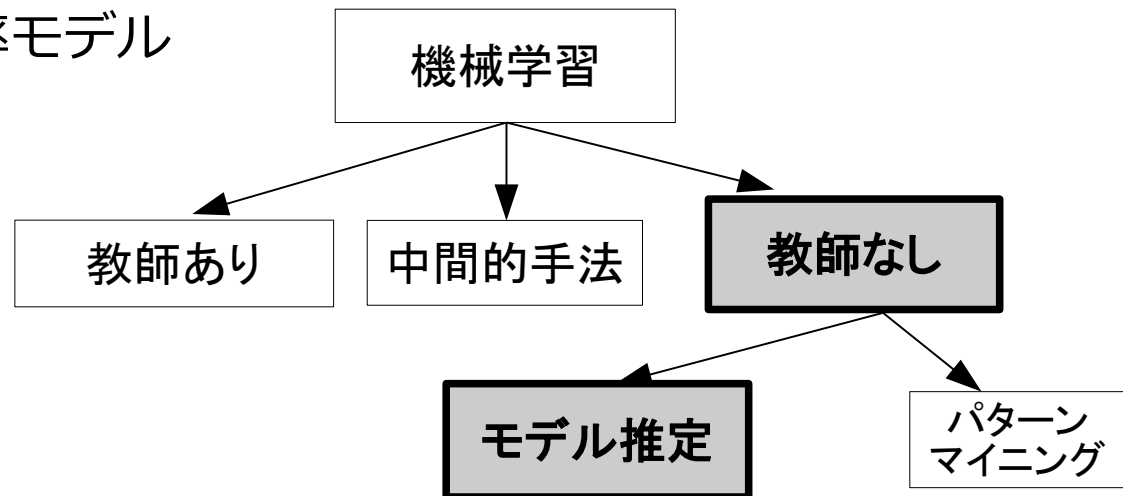 率モデル
機械学習
教師あり
中間的手法
教師なし
モデル推定
パターン
マイニング